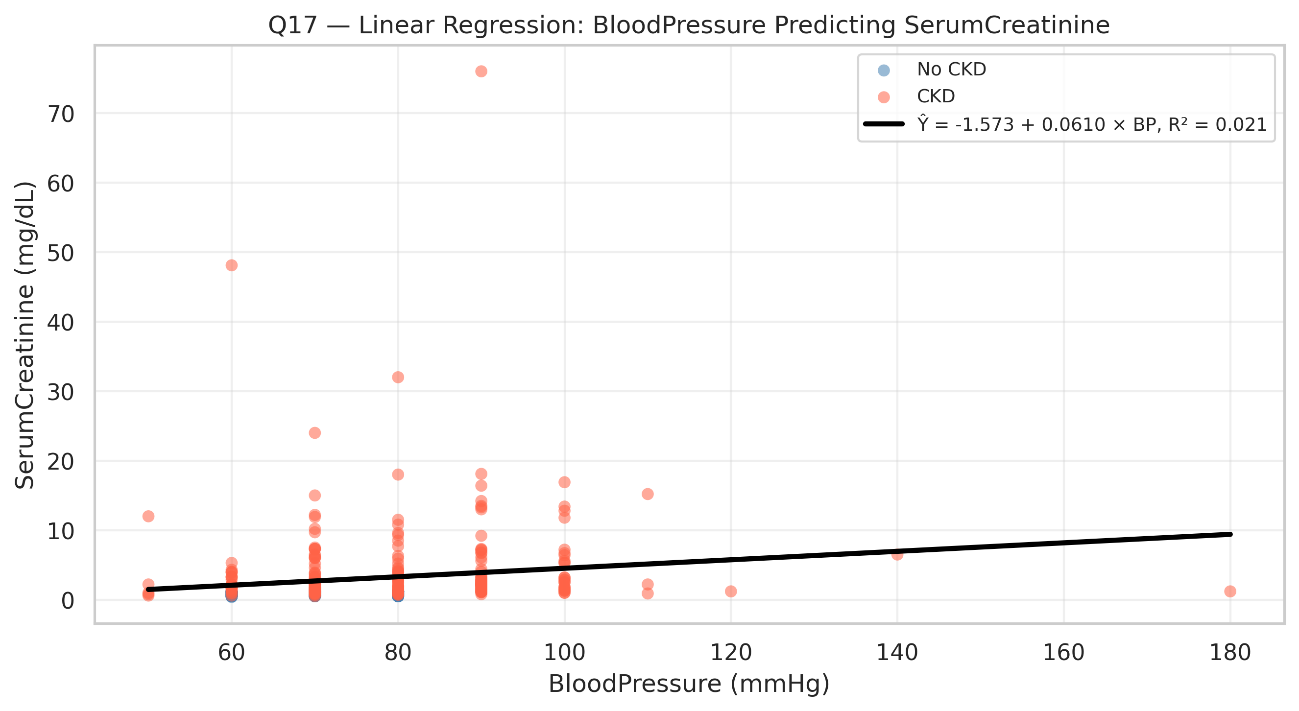 Q17 — Linear Regression: BloodPressure Predicting SerumCreatinine
No CKD
CKD
Ŷ = -1.573 + 0.0610 × BP, R² = 0.021
SerumCreatinine (mg/dL)
70
60
50
40
30
20
10
0
60 80 100 120 140 160 180
BloodPressure (mmHg)